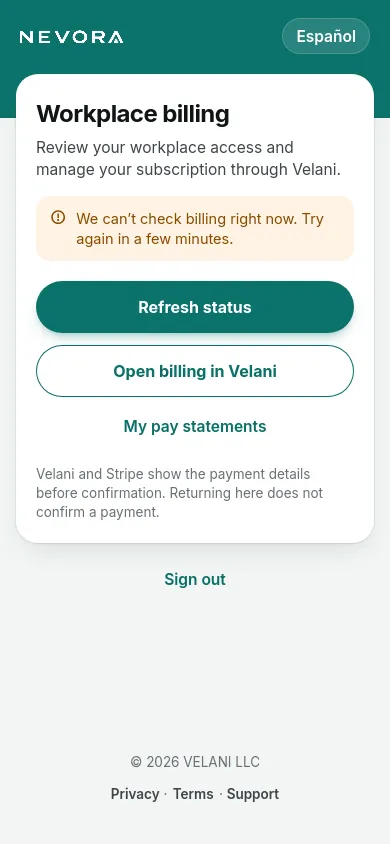 NEVORA
Español
Workplace billing
Review your workplace access and
manage your subscription through Velani.
We can’t check billing right now. Try
again in a few minutes.
Refresh status
Open billing in Velani
My pay statements
Velani and Stripe show the payment details
before confirmation. Returning here does not
confirm a payment.
Sign out
© 2026 VELANI LLC
Privacy · Terms · Support